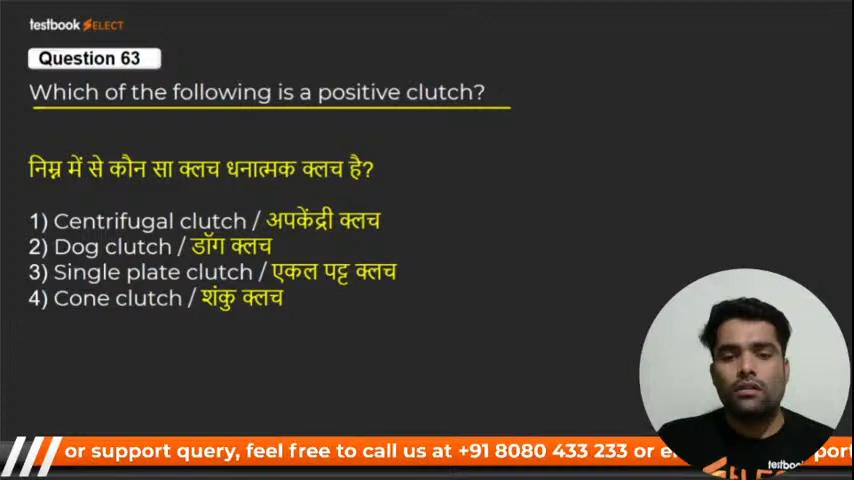 testbook SELECT
Question 63
Which of the following is a positive clutch?
निम्न में से कौन सा क्लच धनात्मक क्लच है?
1) Centrifugal clutch / अपकेंद्री क्लच
2) Dog clutch / डॉग क्लच
3) Single plate clutch / एकल पट्ट क्लच
4) Cone clutch / शंकु क्लच
or support query, feel free to call us at +91 8080 433 233 or
testbook